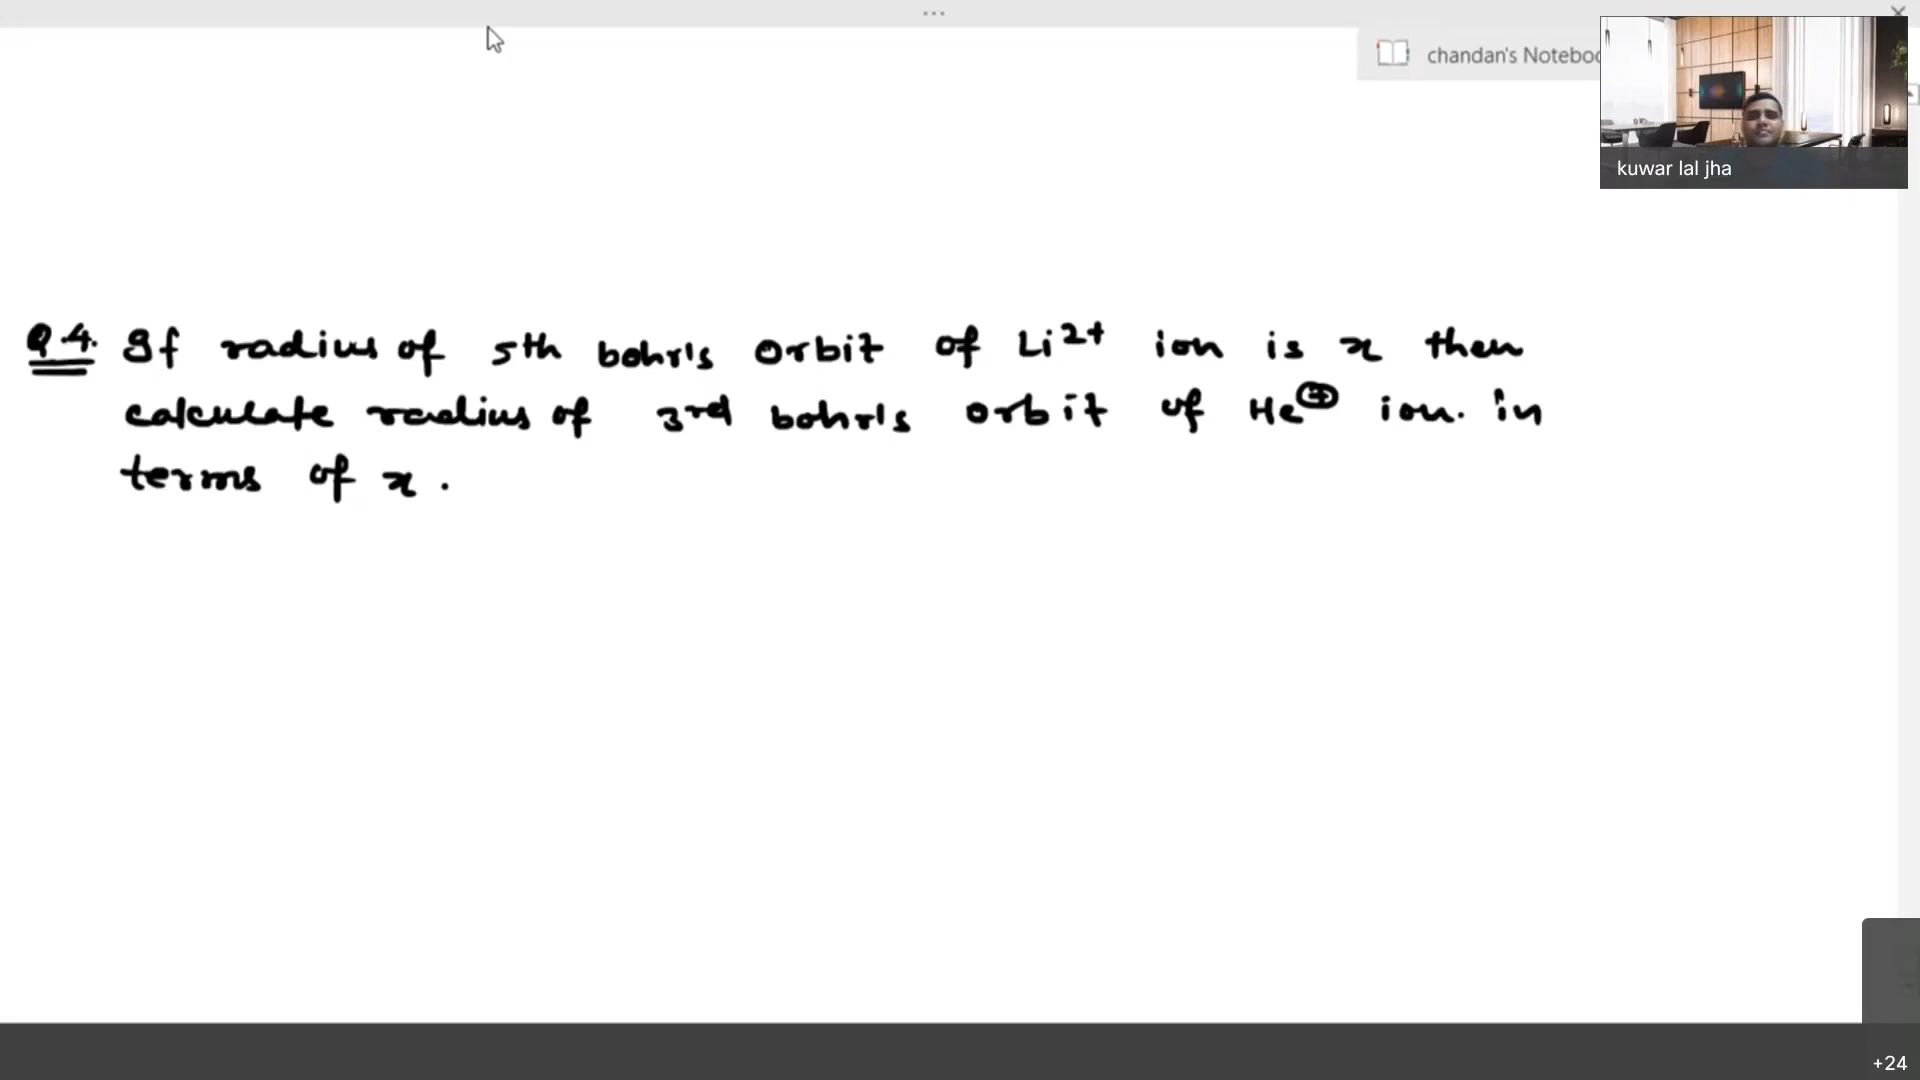 ...
chandan's Noteboo
kuwar lal jha
Q.4. If radius of 5th bohr's orbit of Li2+ ion is x then
calculate radius of 3rd bohr's orbit of He⊕ ion. in
terms of x.
+24